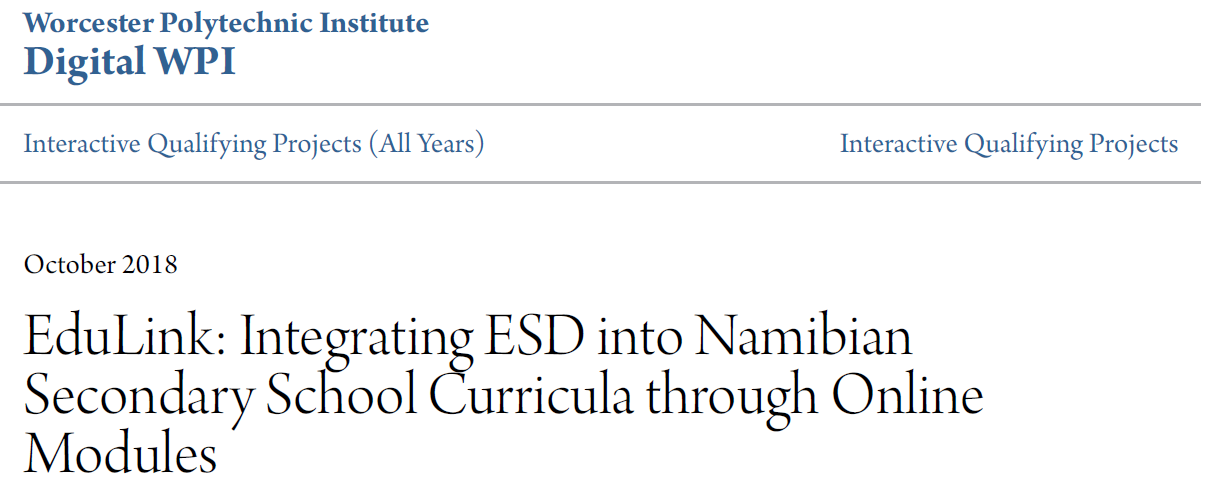 Worcester Polytechnic Institute
Digital WPI
Interactive Qualifying Projects (All Years)
Interactive Qualifying Projects
October 2018
EduLink: Integrating ESD into Namibian
Secondary School Curricula through Online
Modules